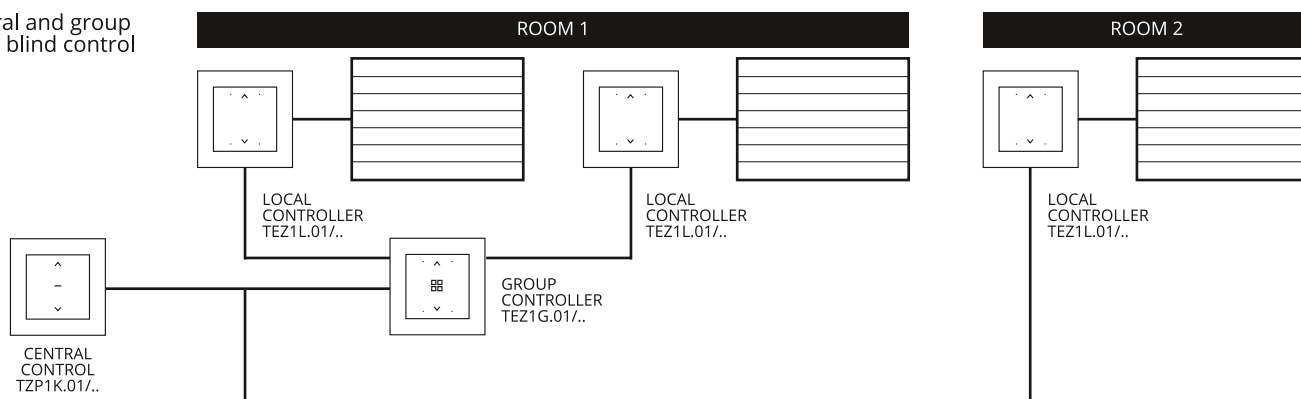 and group
blind control
ROOM 1
ROOM 2
LOCAL
CONTROLLER
TEZ1L.01/..
LOCAL
CONTROLLER
TEZ1L.01/..
LOCAL
CONTROLLER
TEZ1L.01/..
GROUP
CONTROLLER
TEZ1G.01/..
CENTRAL
CONTROL
TZP1K.01/..